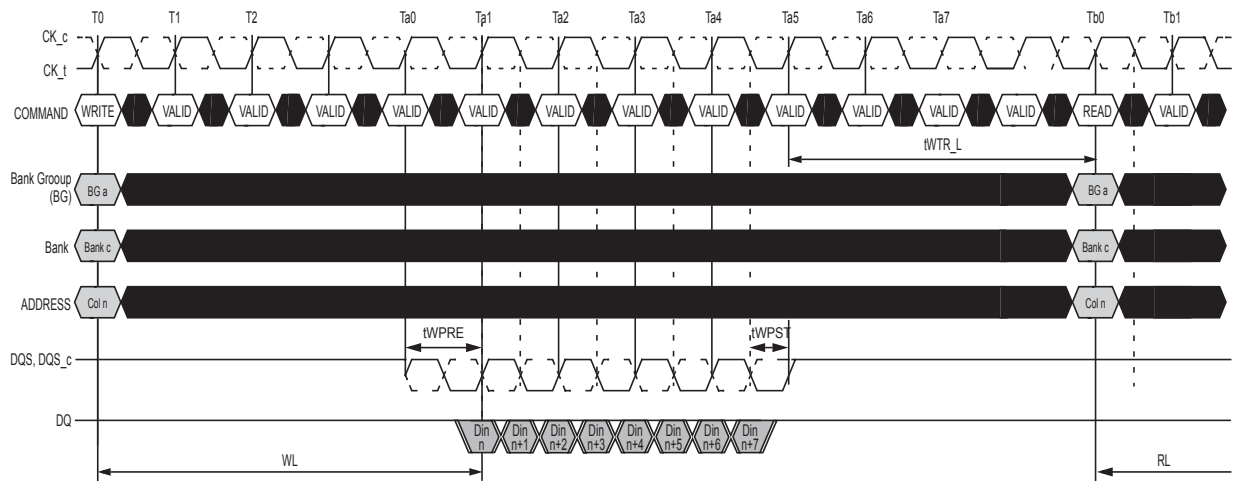 T0 T1 T2 Ta0 Ta1 Ta2 Ta3 Ta4 Ta5 Ta6 Ta7 Tb0 Tb1
CK_c
CK_t
COMMAND WRITE VALID VALID VALID VALID VALID VALID VALID VALID VALID VALID VALID VALID READ VALID
tWTR_L
Bank Grooup
(BG)
BG a BG a
Bank Bank c Bank c
ADDRESS Col n Col n
tWPRE tWPST
DQS, DQS_c
DQ
Din
n
Din
n+1
Din
n+2
Din
n+3
Din
n+4
Din
n+5
Din
n+6
Din
n+7
WL RL